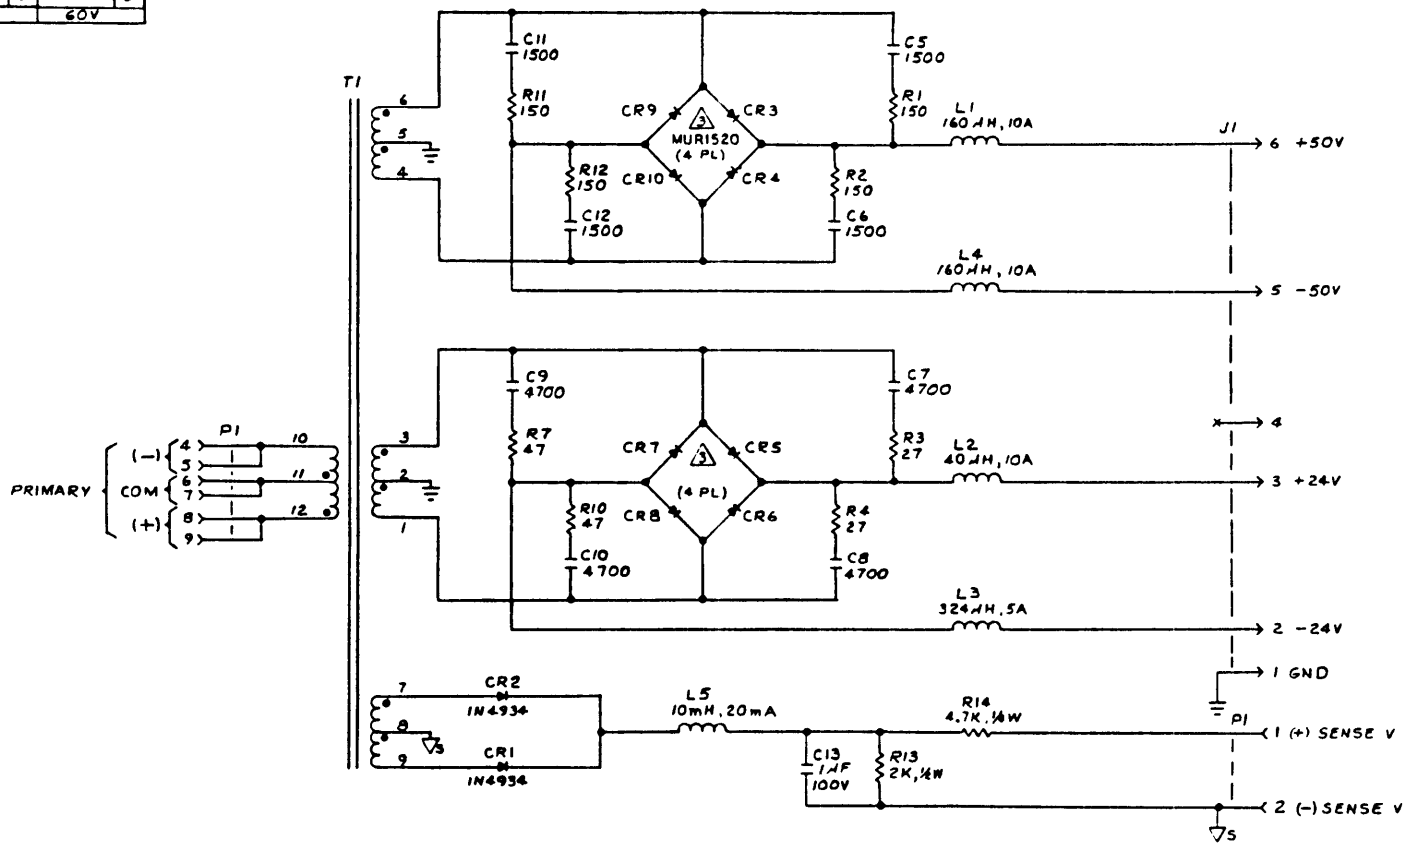 60V
T1
6
5
4
C11
1500
R11
150
R12
150
C12
1500
CR9
CR3
3
MUR1520
(4 PL)
CR10
CR4
C5
1500
R1
150
R2
150
C6
1500
L1
160μH, 10A
J1
6 +50V
L4
160μH, 10A
5 -50V
4
C9
4700
R7
47
R10
47
C10
4700
CR7
CR5
3
(4 PL)
CR8
CR6
C7
4700
R3
27
R4
27
C8
4700
L2
40μH, 10A
3 +24V
L3
324μH, 5A
2 -24V
1 GND
PRIMARY
(-)
COM
(+)
4
5
6
7
8
9
P1
10
11
12
3
2
1
7
8
9
S
CR2
1N4934
CR1
1N4934
L5
10mH, 20mA
C13
1μF
100V
R13
2K, ½W
R14
4.7K, ⅛W
P1
1 (+) SENSE V
2 (-) SENSE V
S